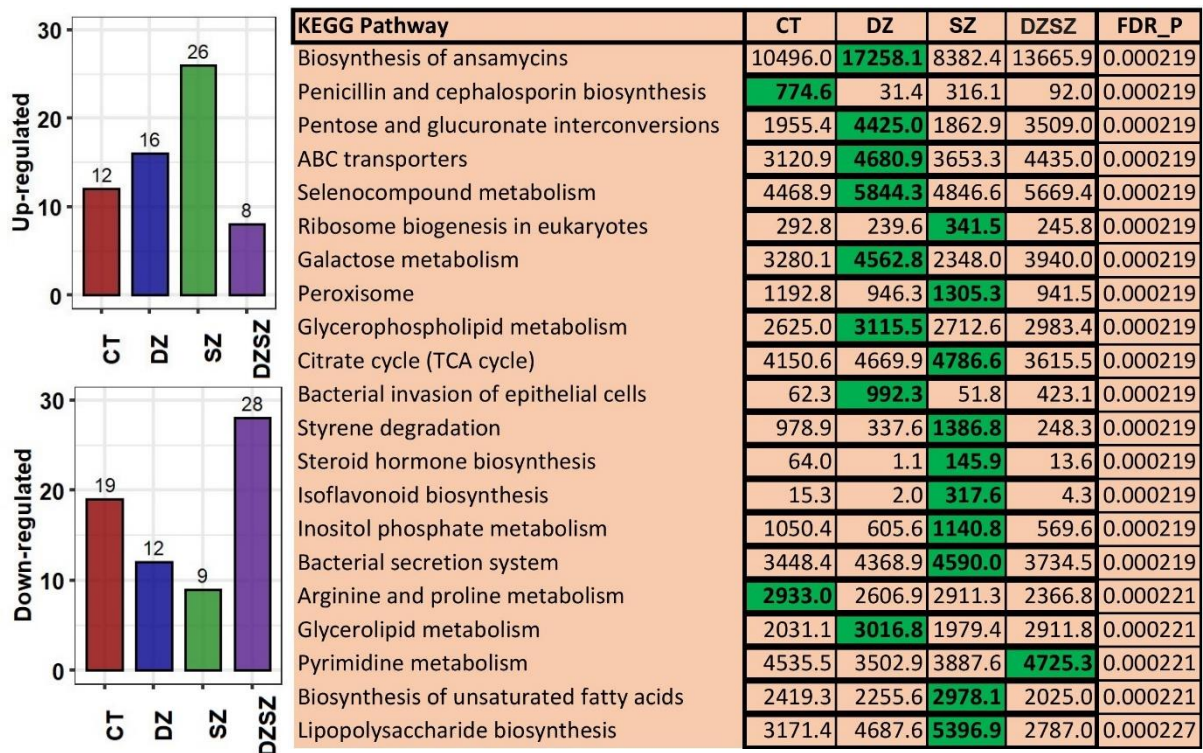 Up-regulated
30
20
10
0
12
16
26
8
CT
DZ
SZ
DZSZ
Down-regulated
30
20
10
0
19
12
9
28
CT
DZ
SZ
DZSZ
KEGG Pathway CT DZ SZ DZSZ FDR_P
Biosynthesis of ansamycins 10496.0 17258.1 8382.4 13665.9 0.000219
Penicillin and cephalosporin biosynthesis 774.6 31.4 316.1 92.0 0.000219
Pentose and glucuronate interconversions 1955.4 4425.0 1862.9 3509.0 0.000219
ABC transporters 3120.9 4680.9 3653.3 4435.0 0.000219
Selenocompound metabolism 4468.9 5844.3 4846.6 5669.4 0.000219
Ribosome biogenesis in eukaryotes 292.8 239.6 341.5 245.8 0.000219
Galactose metabolism 3280.1 4562.8 2348.0 3940.0 0.000219
Peroxisome 1192.8 946.3 1305.3 941.5 0.000219
Glycerophospholipid metabolism 2625.0 3115.5 2712.6 2983.4 0.000219
Citrate cycle (TCA cycle) 4150.6 4669.9 4786.6 3615.5 0.000219
Bacterial invasion of epithelial cells 62.3 992.3 51.8 423.1 0.000219
Styrene degradation 978.9 337.6 1386.8 248.3 0.000219
Steroid hormone biosynthesis 64.0 1.1 145.9 13.6 0.000219
Isoflavonoid biosynthesis 15.3 2.0 317.6 4.3 0.000219
Inositol phosphate metabolism 1050.4 605.6 1140.8 569.6 0.000219
Bacterial secretion system 3448.4 4368.9 4590.0 3734.5 0.000219
Arginine and proline metabolism 2933.0 2606.9 2911.3 2366.8 0.000221
Glycerolipid metabolism 2031.1 3016.8 1979.4 2911.8 0.000221
Pyrimidine metabolism 4535.5 3502.9 3887.6 4725.3 0.000221
Biosynthesis of unsaturated fatty acids 2419.3 2255.6 2978.1 2025.0 0.000221
Lipopolysaccharide biosynthesis 3171.4 4687.6 5396.9 2787.0 0.000227